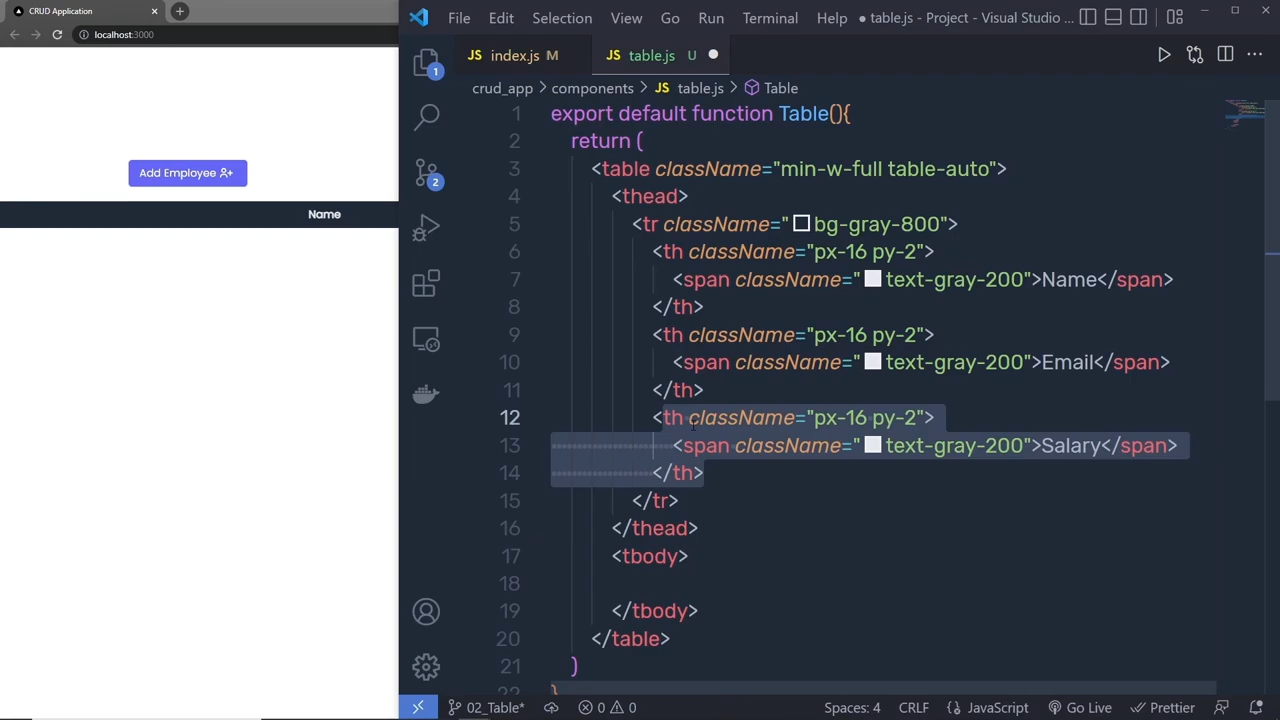 CRUD Application
localhost:3000
Add Employee
Name
File Edit Selection View Go Run Terminal Help
● table.js - Project - Visual Studio ...
JS index.js M
JS table.js U
crud_app > components > JS table.js > Table
1 export default function Table(){
2 return (
3 <table className="min-w-full table-auto">
4 <thead>
5 <tr className="bg-gray-800">
6 <th className="px-16 py-2">
7 <span className="text-gray-200">Name</span>
8 </th>
9 <th className="px-16 py-2">
10 <span className="text-gray-200">Email</span>
11 </th>
12 <th className="px-16 py-2">
13 <span className="text-gray-200">Salary</span>
14 </th>
15 </tr>
16 </thead>
17 <tbody>
18
19 </tbody>
20 </table>
21 )
22 }
1
2
02_Table* 0 0 Spaces: 4 CRLF {} JavaScript Go Live Prettier